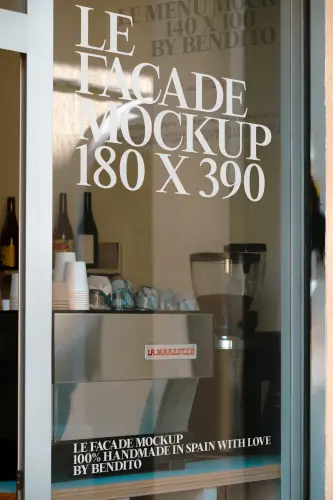 LE
FACADE
MOCKUP
180 X 390
LE MENU MOCK
140 X 100
BY BENDITO
LA MARZOCCO
LE FACADE MOCKUP
100% HANDMADE IN SPAIN WITH LOVE
BY BENDITO